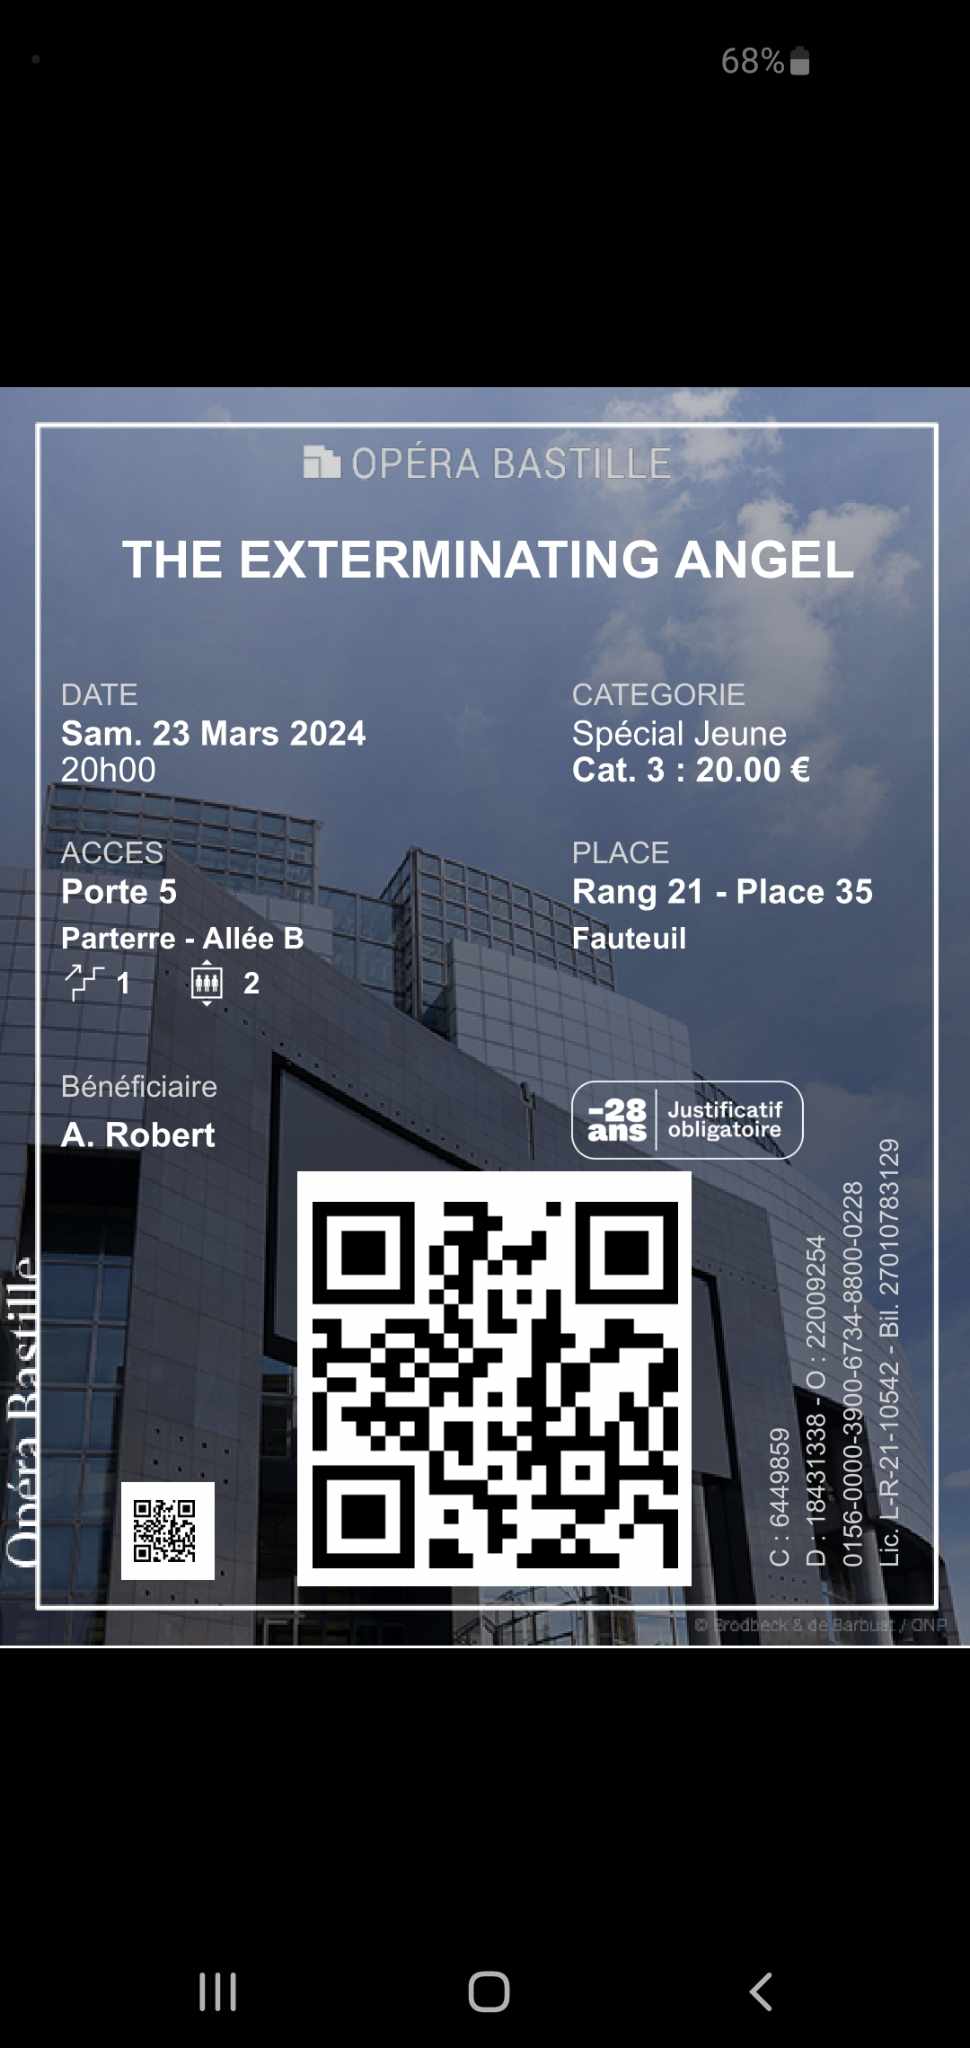 68%
OPÉRA BASTILLE
THE EXTERMINATING ANGEL
DATE
Sam. 23 Mars 2024
20h00
CATEGORIE
Spécial Jeune
Cat. 3 : 20.00 €
ACCES
Porte 5
Parterre - Allée B
1 2
PLACE
Rang 21 - Place 35
Fauteuil
Bénéficiaire
A. Robert
-28 ans
Justificatif
obligatoire
Opéra Bastille
C : 6449859
D : 18431338 - O : 22009254
0156-0000-3900-6734-8800-0228
Lic. L-R-21-10542 - Bil. 27010783129
© Brodbeck & de Barbuat / ONP